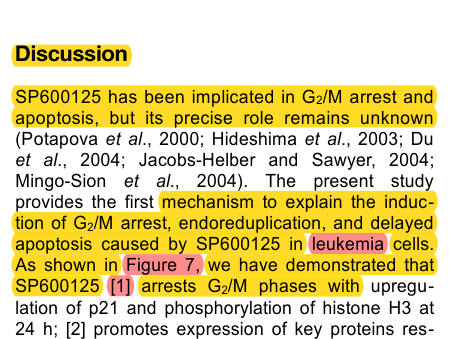 Discussion
SP600125 has been implicated in G₂/M arrest and
apoptosis, but its precise role remains unknown
(Potapova et al., 2000; Hideshima et al., 2003; Du
et al., 2004; Jacobs-Helber and Sawyer, 2004;
Mingo-Sion et al., 2004). The present study
provides the first mechanism to explain the induc-
tion of G₂/M arrest, endoreduplication, and delayed
apoptosis caused by SP600125 in leukemia cells.
As shown in Figure 7, we have demonstrated that
SP600125 [1] arrests G₂/M phases with upregu-
lation of p21 and phosphorylation of histone H3 at
24 h; [2] promotes expression of key proteins res-